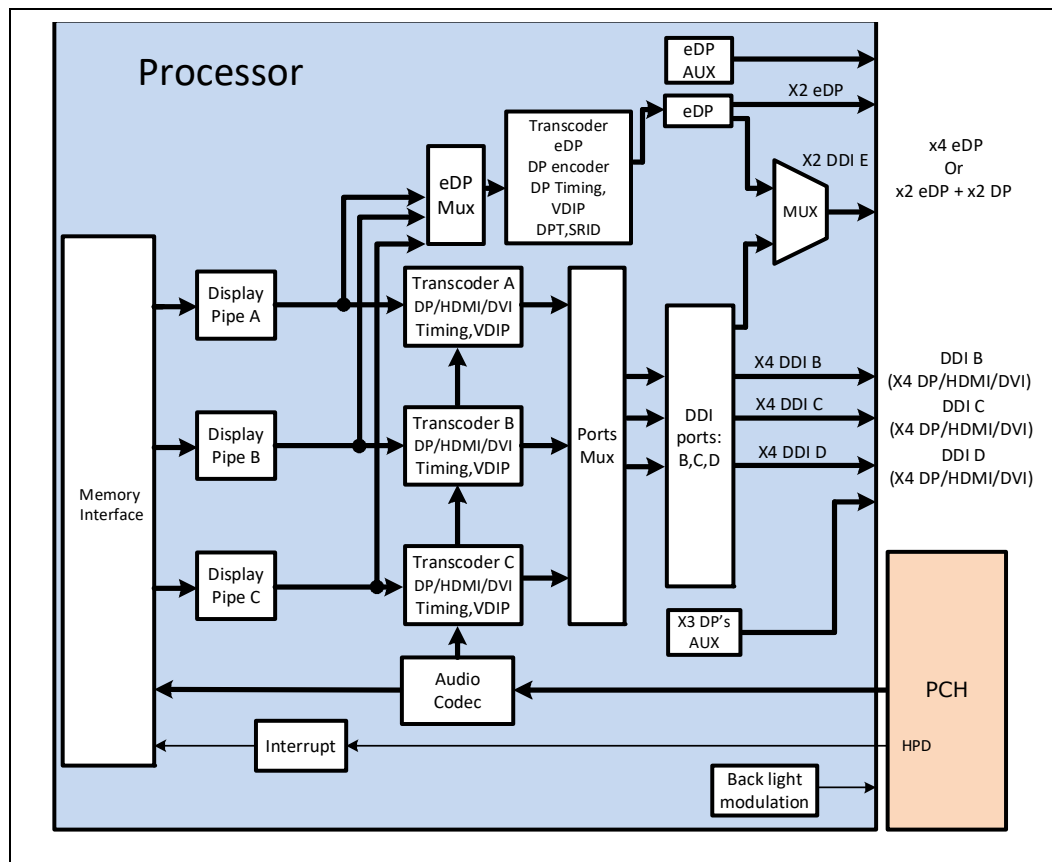 Processor
eDP
AUX
X2 eDP
eDP
Transcoder
eDP
DP encoder
DP Timing,
VDIP
DPT,SRID
eDP
Mux
X2 DDI E
MUX
x4 eDP
Or
x2 eDP + x2 DP
Memory
Interface
Display
Pipe A
Transcoder A
DP/HDMI/DVI
Timing,VDIP
Display
Pipe B
Transcoder B
DP/HDMI/DVI
Timing,VDIP
Display
Pipe C
Transcoder C
DP/HDMI/DVI
Timing,VDIP
Ports
Mux
DDI
ports:
B,C,D
X4 DDI B
X4 DDI C
X4 DDI D
DDI B
(X4 DP/HDMI/DVI)
DDI C
(X4 DP/HDMI/DVI)
DDI D
(X4 DP/HDMI/DVI)
X3 DP's
AUX
Audio
Codec
PCH
HPD
Interrupt
Back light
modulation